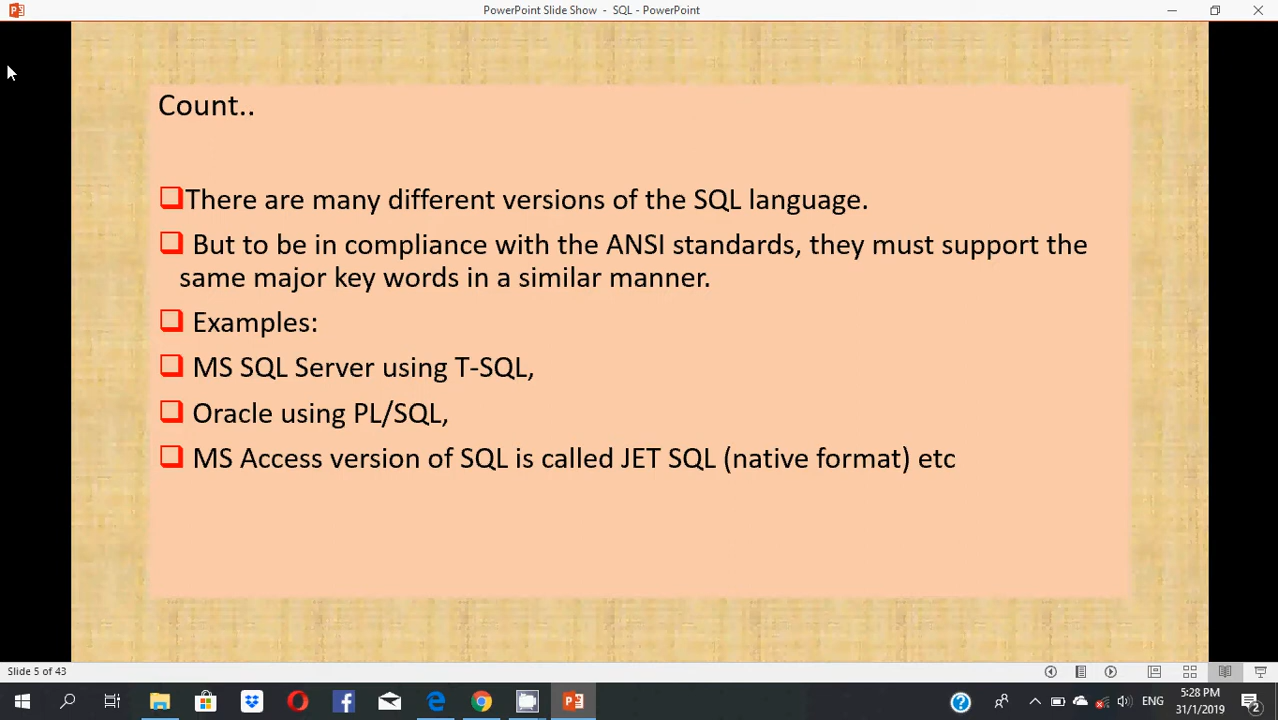 PowerPoint Slide Show - SQL - PowerPoint
Count..
There are many different versions of the SQL language.
But to be in compliance with the ANSI standards, they must support the
same major key words in a similar manner.
Examples:
MS SQL Server using T-SQL,
Oracle using PL/SQL,
MS Access version of SQL is called JET SQL (native format) etc
Slide 5 of 43
ENG
5:28 PM
31/1/2019
2